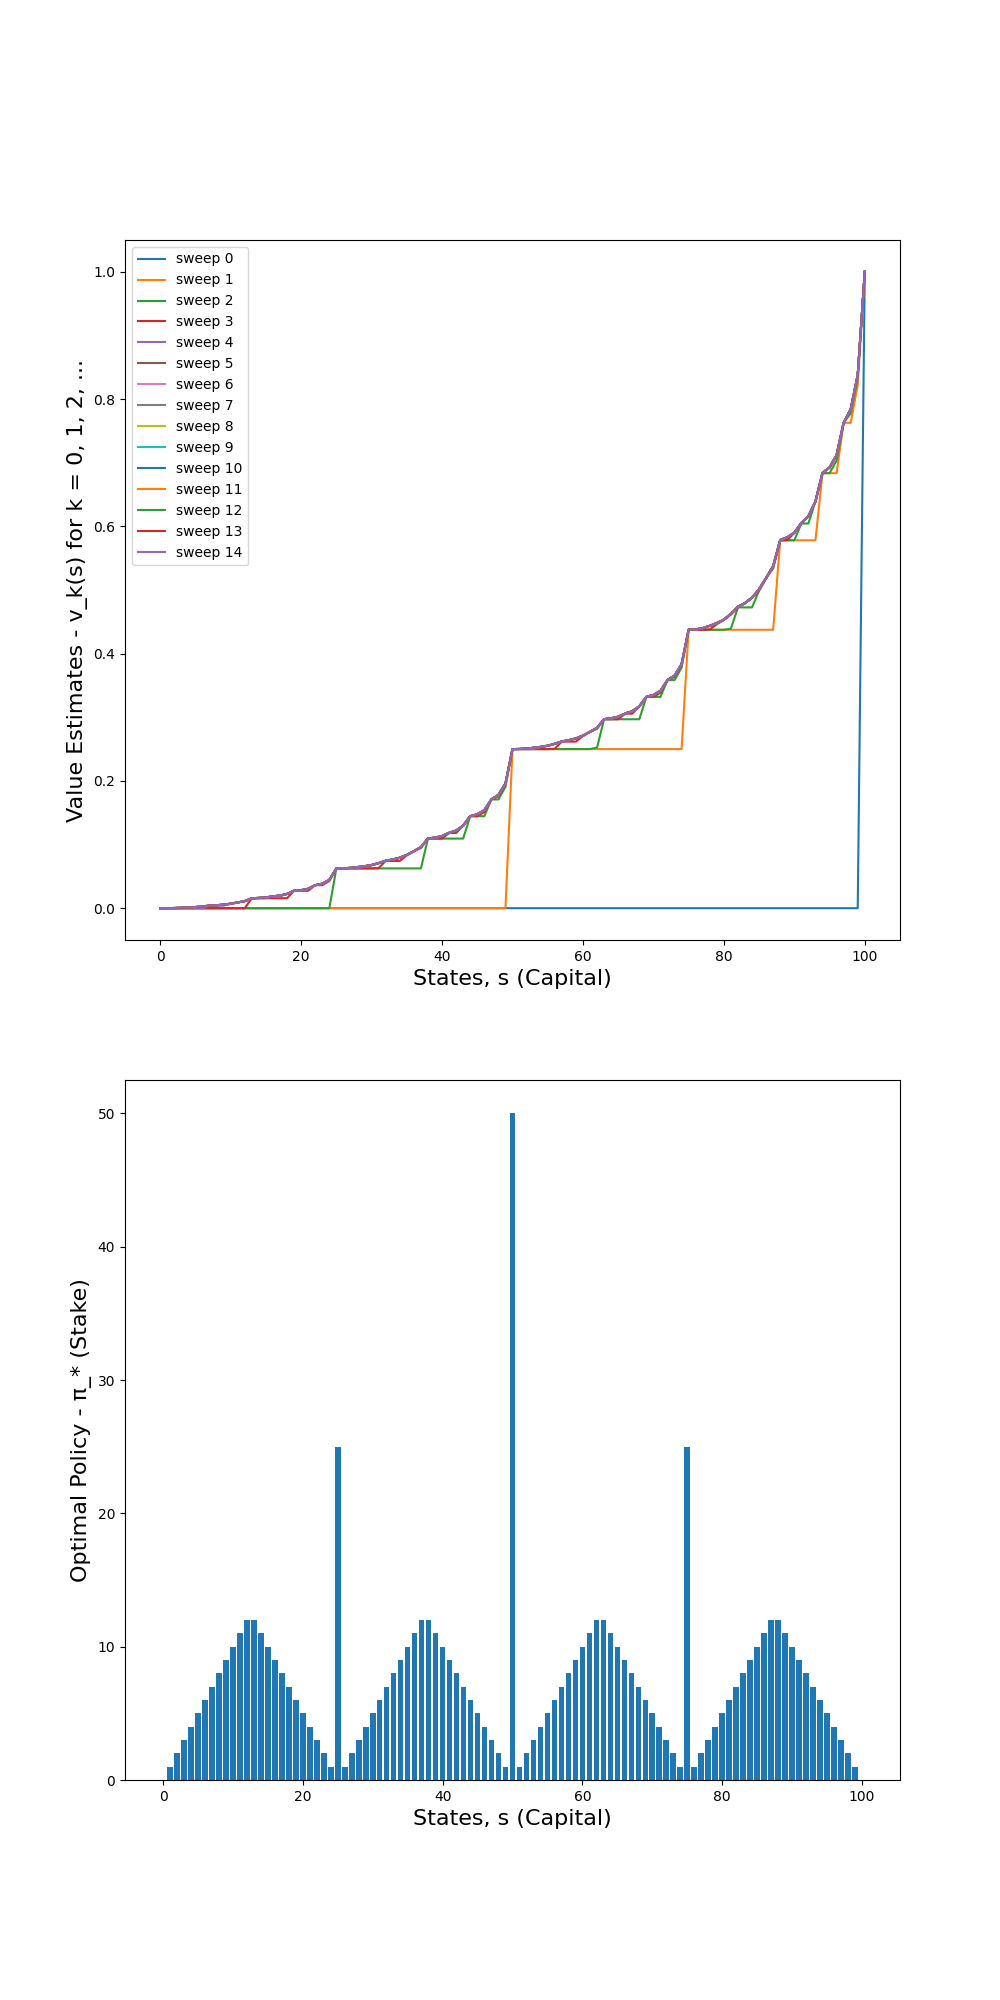 Value Estimates - v_k(s) for k = 0, 1, 2, ...
1.0
0.8
0.6
0.4
0.2
0.0
sweep 0
sweep 1
sweep 2
sweep 3
sweep 4
sweep 5
sweep 6
sweep 7
sweep 8
sweep 9
sweep 10
sweep 11
sweep 12
sweep 13
sweep 14
0 20 40 60 80 100
States, s (Capital)
Optimal Policy - π_* (Stake)
50
40
30
20
10
0
0 20 40 60 80 100
States, s (Capital)